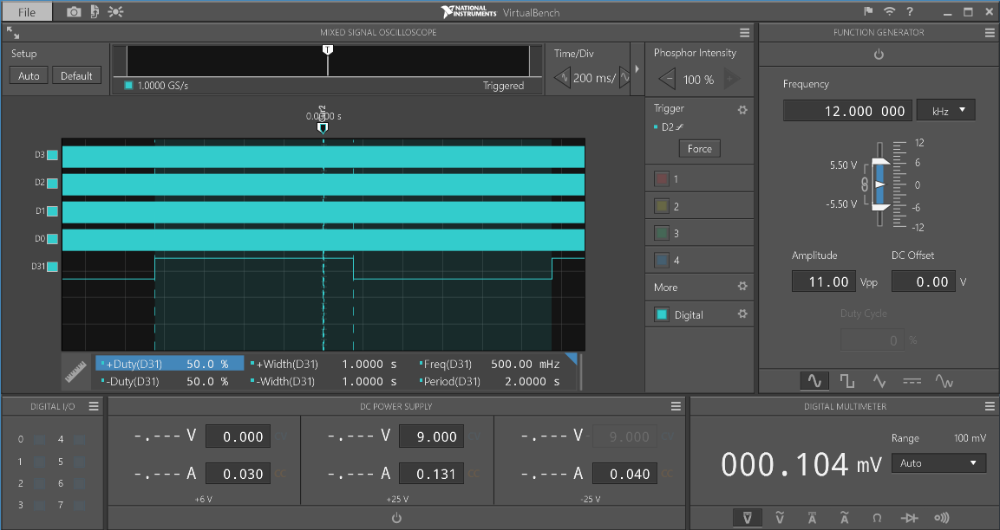 File
NATIONAL INSTRUMENTS VirtualBench
?
MIXED SIGNAL OSCILLOSCOPE
Setup
Auto Default
T
1.0000 GS/s Triggered
Time/Div
200 ms/
0.0000 s
D3
D2
D1
D0
D31
+Duty(D31) 50.0 % +Width(D31) 1.0000 s Freq(D31) 500.00 mHz
-Duty(D31) 50.0 % -Width(D31) 1.0000 s Period(D31) 2.0000 s
Phosphor Intensity
100 %
Trigger
D2
Force
1
2
3
4
More
Digital
FUNCTION GENERATOR
Frequency
12.000 000 kHz
12
5.50 V 6
0
-5.50 V -6
-12
Amplitude DC Offset
11.00 Vpp 0.00 V
Duty Cycle
0 %
DIGITAL I/O
0 4
1 5
2 6
3 7
DC POWER SUPPLY
-.--- V 0.000 CV
-.--- A 0.030 CC
+6 V
-.--- V 9.000 CV
-.--- A 0.131 CC
+25 V
-.--- V - 9.000 CV
-.--- A 0.040 CC
-25 V
DIGITAL MULTIMETER
Range 100 mV
000.104 mV Auto
V V A A Ω